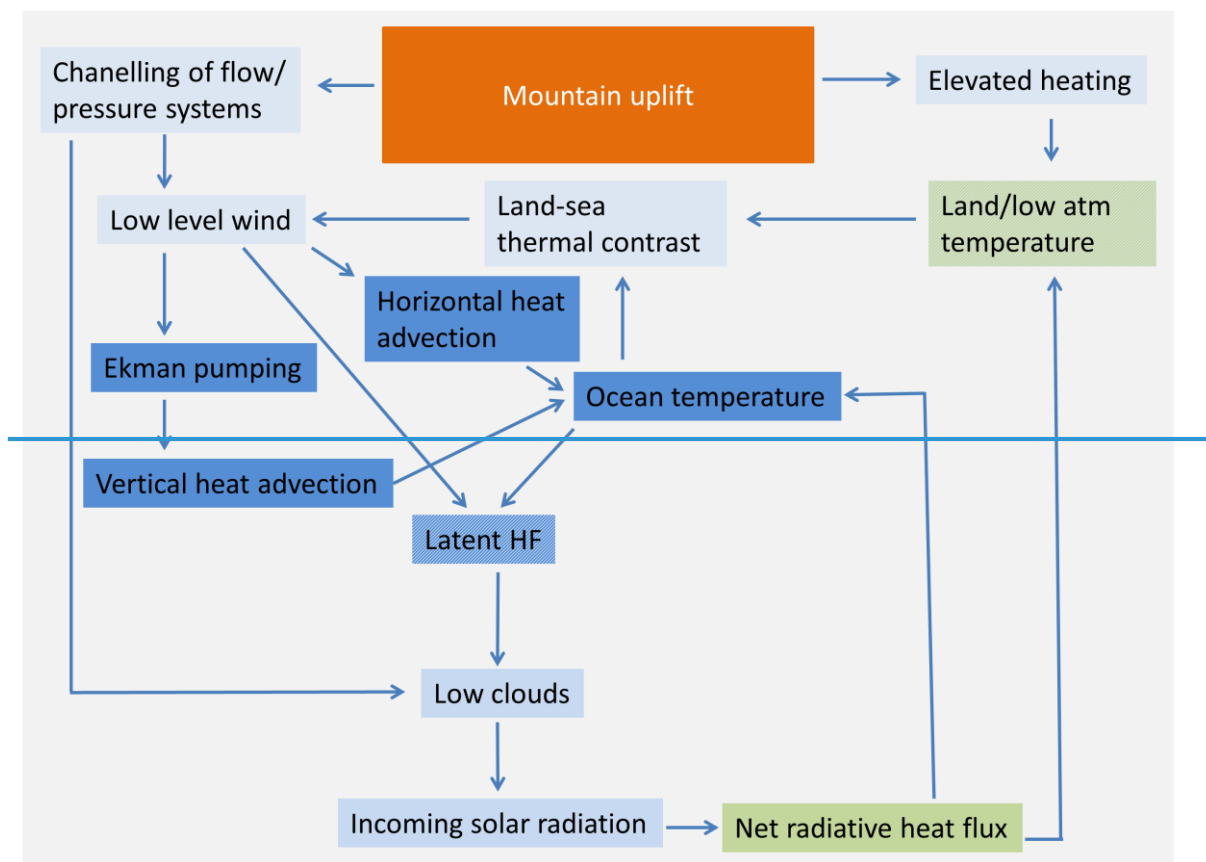 Chanelling of flow/
pressure systems
Mountain uplift
Elevated heating
Low level wind
Land-sea
thermal contrast
Land/low atm
temperature
Horizontal heat
advection
Ekman pumping
Ocean temperature
Vertical heat advection
Latent HF
Low clouds
Incoming solar radiation
Net radiative heat flux